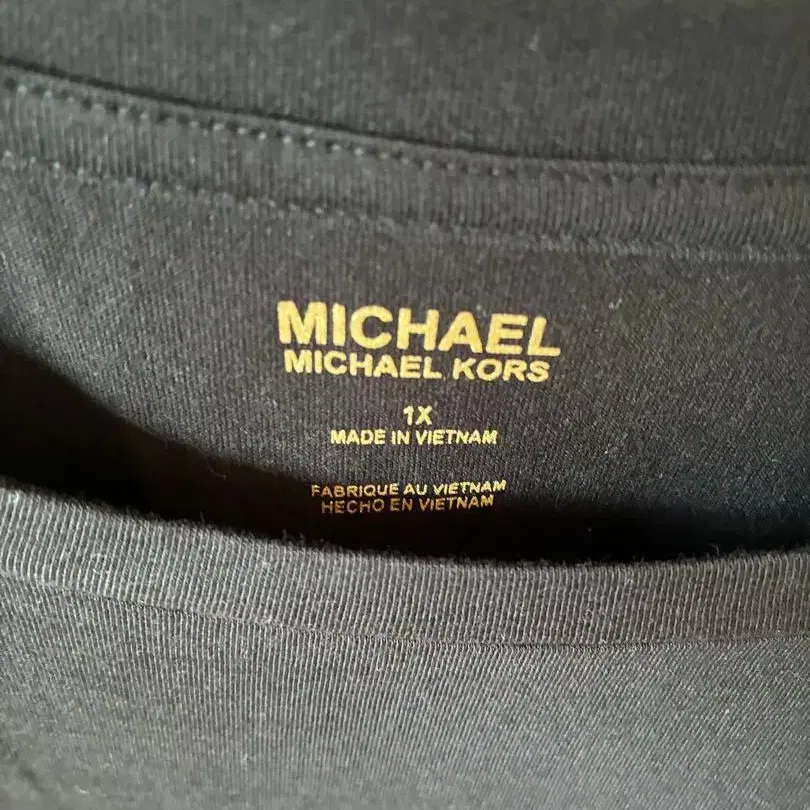 MICHAEL
MICHAEL KORS
1X
MADE IN VIETNAM
FABRIQUE AU VIETNAM
HECHO EN VIETNAM